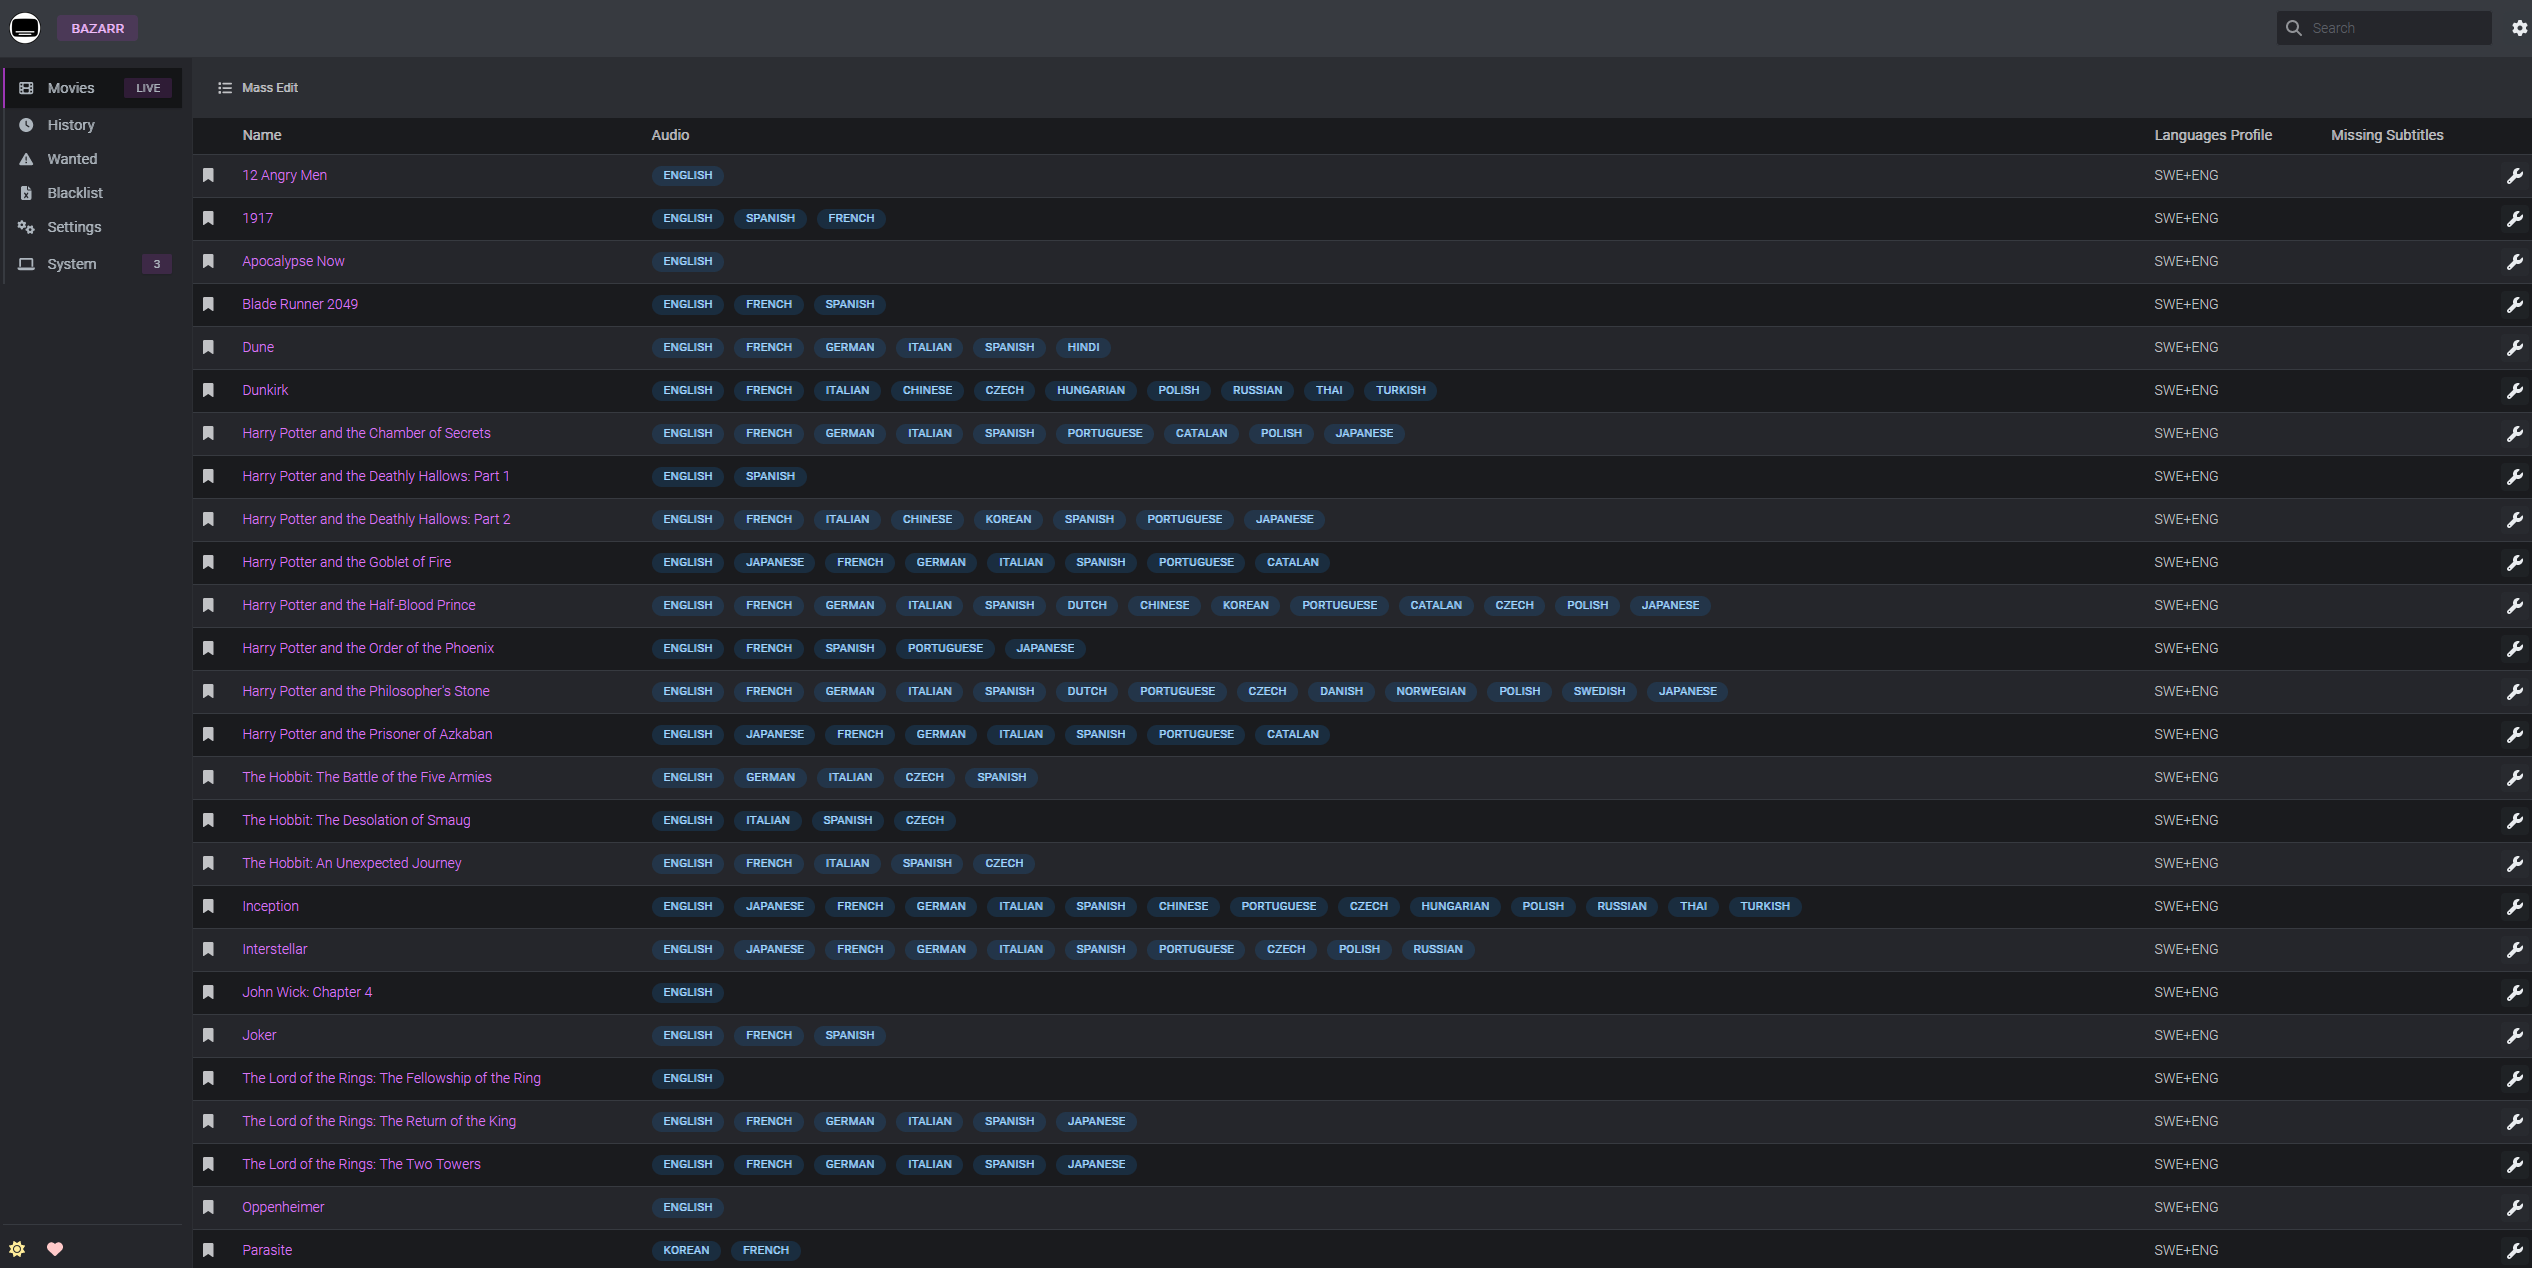 BAZARR Search
Movies LIVE
History
Wanted
Blacklist
Settings
System 3
Mass Edit
Name Audio Languages Profile Missing Subtitles
12 Angry Men ENGLISH SWE+ENG
1917 ENGLISH SPANISH FRENCH SWE+ENG
Apocalypse Now ENGLISH SWE+ENG
Blade Runner 2049 ENGLISH FRENCH SPANISH SWE+ENG
Dune ENGLISH FRENCH GERMAN ITALIAN SPANISH HINDI SWE+ENG
Dunkirk ENGLISH FRENCH ITALIAN CHINESE CZECH HUNGARIAN POLISH RUSSIAN THAI TURKISH SWE+ENG
Harry Potter and the Chamber of Secrets ENGLISH FRENCH GERMAN ITALIAN SPANISH PORTUGUESE CATALAN POLISH JAPANESE SWE+ENG
Harry Potter and the Deathly Hallows: Part 1 ENGLISH SPANISH SWE+ENG
Harry Potter and the Deathly Hallows: Part 2 ENGLISH FRENCH ITALIAN CHINESE KOREAN SPANISH PORTUGUESE JAPANESE SWE+ENG
Harry Potter and the Goblet of Fire ENGLISH JAPANESE FRENCH GERMAN ITALIAN SPANISH PORTUGUESE CATALAN SWE+ENG
Harry Potter and the Half-Blood Prince ENGLISH FRENCH GERMAN ITALIAN SPANISH DUTCH CHINESE KOREAN PORTUGUESE CATALAN CZECH POLISH JAPANESE SWE+ENG
Harry Potter and the Order of the Phoenix ENGLISH FRENCH SPANISH PORTUGUESE JAPANESE SWE+ENG
Harry Potter and the Philosopher's Stone ENGLISH FRENCH GERMAN ITALIAN SPANISH DUTCH PORTUGUESE CZECH DANISH NORWEGIAN POLISH SWEDISH JAPANESE SWE+ENG
Harry Potter and the Prisoner of Azkaban ENGLISH JAPANESE FRENCH GERMAN ITALIAN SPANISH PORTUGUESE CATALAN SWE+ENG
The Hobbit: The Battle of the Five Armies ENGLISH GERMAN ITALIAN CZECH SPANISH SWE+ENG
The Hobbit: The Desolation of Smaug ENGLISH ITALIAN SPANISH CZECH SWE+ENG
The Hobbit: An Unexpected Journey ENGLISH FRENCH ITALIAN SPANISH CZECH SWE+ENG
Inception ENGLISH JAPANESE FRENCH GERMAN ITALIAN SPANISH CHINESE PORTUGUESE CZECH HUNGARIAN POLISH RUSSIAN THAI TURKISH SWE+ENG
Interstellar ENGLISH JAPANESE FRENCH GERMAN ITALIAN SPANISH PORTUGUESE CZECH POLISH RUSSIAN SWE+ENG
John Wick: Chapter 4 ENGLISH SWE+ENG
Joker ENGLISH FRENCH SPANISH SWE+ENG
The Lord of the Rings: The Fellowship of the Ring ENGLISH SWE+ENG
The Lord of the Rings: The Return of the King ENGLISH FRENCH GERMAN ITALIAN SPANISH JAPANESE SWE+ENG
The Lord of the Rings: The Two Towers ENGLISH FRENCH GERMAN ITALIAN SPANISH JAPANESE SWE+ENG
Oppenheimer ENGLISH SWE+ENG
Parasite KOREAN FRENCH SWE+ENG